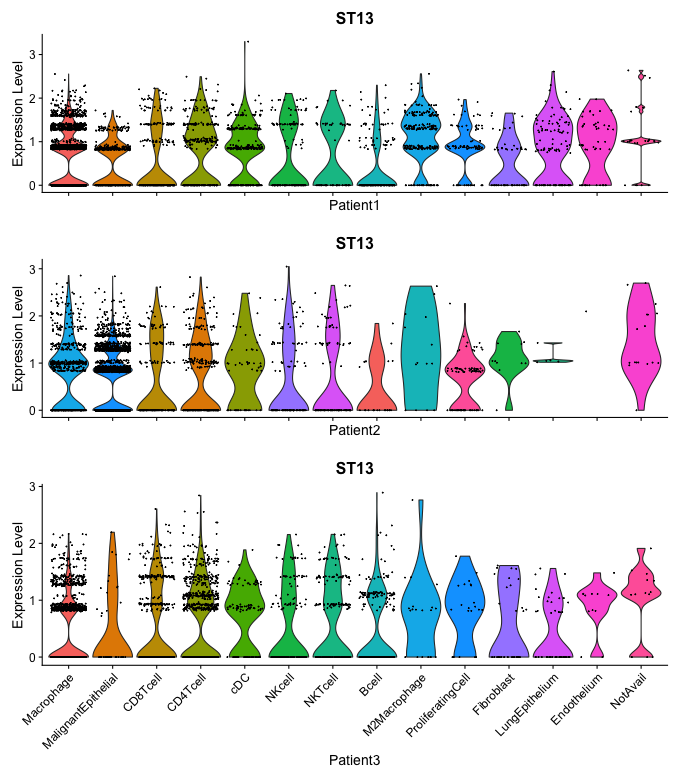 ST13
Expression Level
3
2
1
0
Patient1
ST13
Expression Level
3
2
1
0
Patient2
ST13
Expression Level
3
2
1
0
Macrophage
MalignantEpithelial
CD8Tcell
CD4Tcell
cDC
NKcell
NKTcell
Bcell
M2Macrophage
ProliferatingCell
Fibroblast
LungEpithelium
Endothelium
NotAvail
Patient3